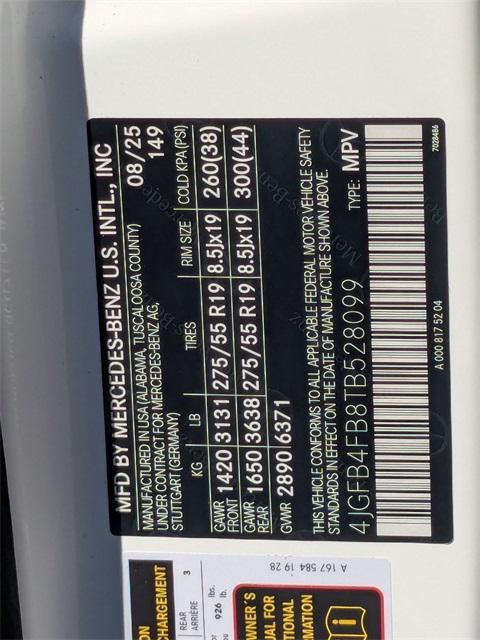 MFD BY MERCEDES-BENZ U.S. INTL., INC
MANUFACTURED IN USA (ALABAMA, TUSCALOOSA COUNTY) 08/25
UNDER CONTRACT FOR MERCEDES-BENZ AG, 149
STUTTGART (GERMANY)
KG LB TIRES RIM SIZE COLD KPA (PSI)
GAWR FRONT 1420 3131 275/55 R19 8.5Jx19 260(38)
GAWR REAR 1650 3638 275/55 R19 8.5Jx19 300(44)
GVWR 2890 6371
THIS VEHICLE CONFORMS TO ALL APPLICABLE FEDERAL MOTOR VEHICLE SAFETY
STANDARDS IN EFFECT ON THE DATE OF MANUFACTURE SHOWN ABOVE.
4JGFB4FB8TB528099 TYPE: MPV
A 000 817 52 04
7028486
A 167 584 19 28
CHARGEMENT
REAR
ARRIÈRE
3
926 lbs.
lb.
OWNER'S